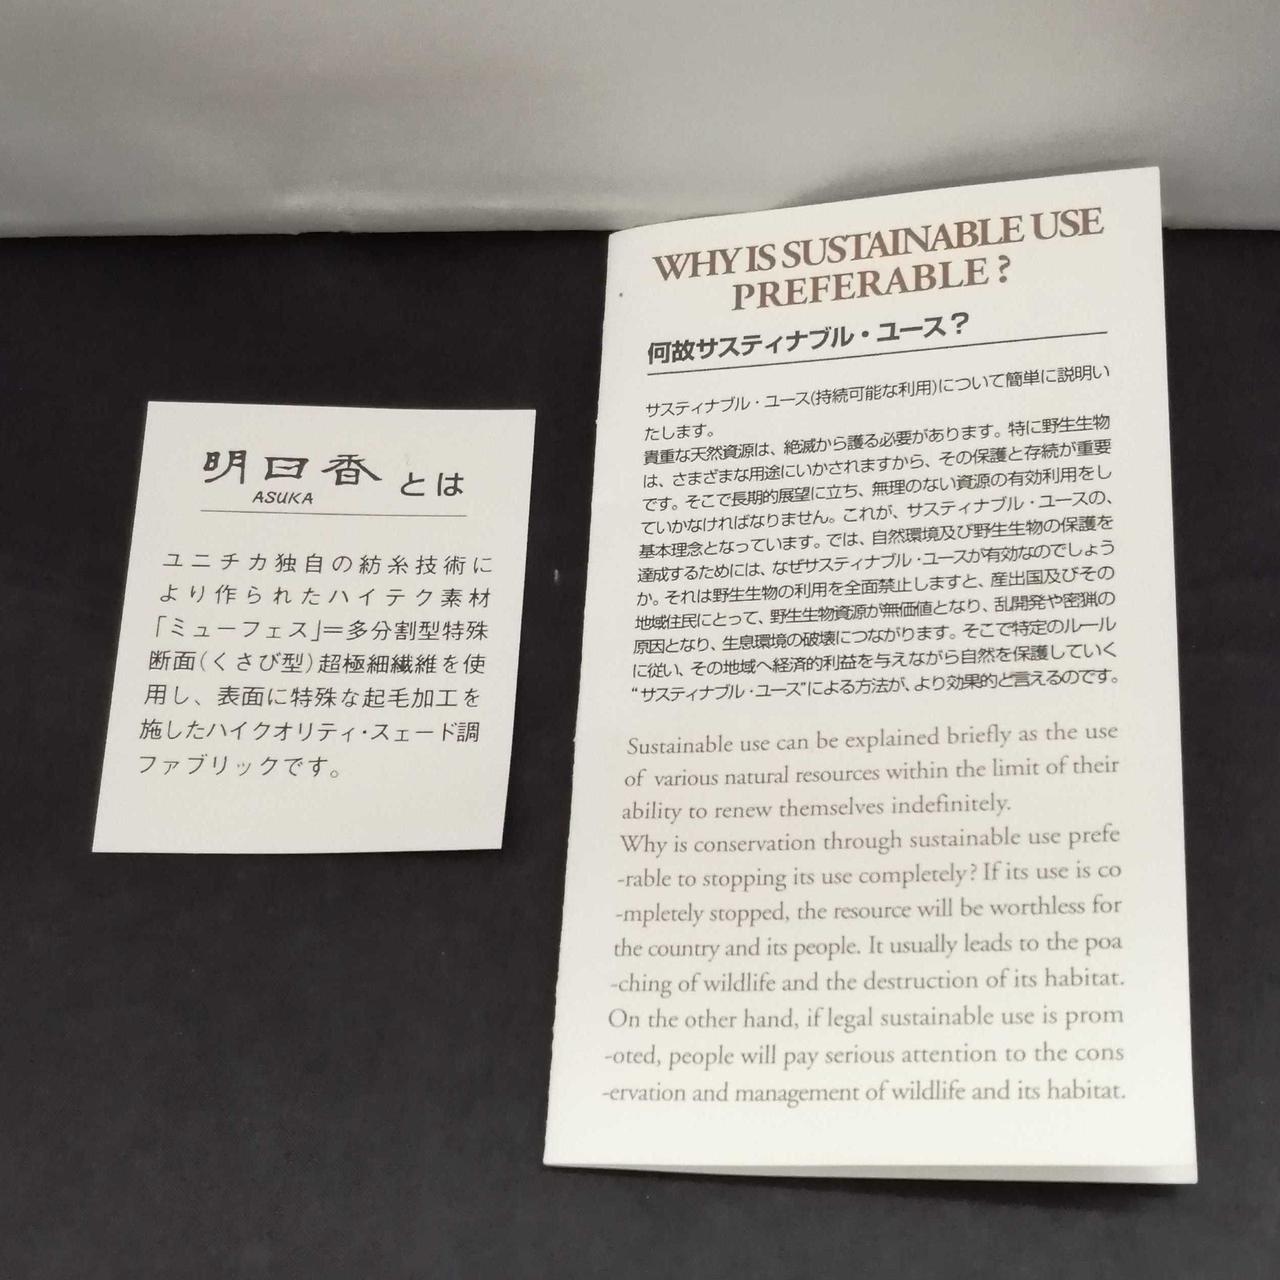 明日香とは
ASUKA
ユニチカ独自の紡糸技術に
より作られたハイテク素材
「ミューフェス」＝多分割型特殊
断面(くさび型)超極細繊維を使
用し、表面に特殊な起毛加工を
施したハイクオリティ・スェード調
ファブリックです。
WHY IS SUSTAINABLE USE
PREFERABLE ?
何故サスティナブル・ユース？
サスティナブル・ユース(持続可能な利用)について簡単に説明い
たします。
貴重な天然資源は、絶滅から護る必要があります。特に野生生物
は、さまざまな用途にいかされますから、その保護と存続が重要
です。そこで長期的展望に立ち、無理のない資源の有効利用をし
ていかなければなりません。これが、サスティナブル・ユースの、
基本理念となっています。では、自然環境及び野生生物の保護を
達成するためには、なぜサスティナブル・ユースが有効なのでしょう
か。それは野生生物の利用を全面禁止しますと、産出国及びその
地域住民にとって、野生生物資源が無価値となり、乱開発や密猟の
原因となり、生息環境の破壊につながります。そこで特定のルール
に従い、その地域へ経済的利益を与えながら自然を保護していく
“サスティナブル・ユース”による方法が、より効果的と言えるのです。
Sustainable use can be explained briefly as the use
of various natural resources within the limit of their
ability to renew themselves indefinitely.
Why is conservation through sustainable use prefe
-rable to stopping its use completely? If its use is co
-mpletely stopped, the resource will be worthless for
the country and its people. It usually leads to the poa
-ching of wildlife and the destruction of its habitat.
On the other hand, if legal sustainable use is prom
-oted, people will pay serious attention to the cons
-ervation and management of wildlife and its habitat.